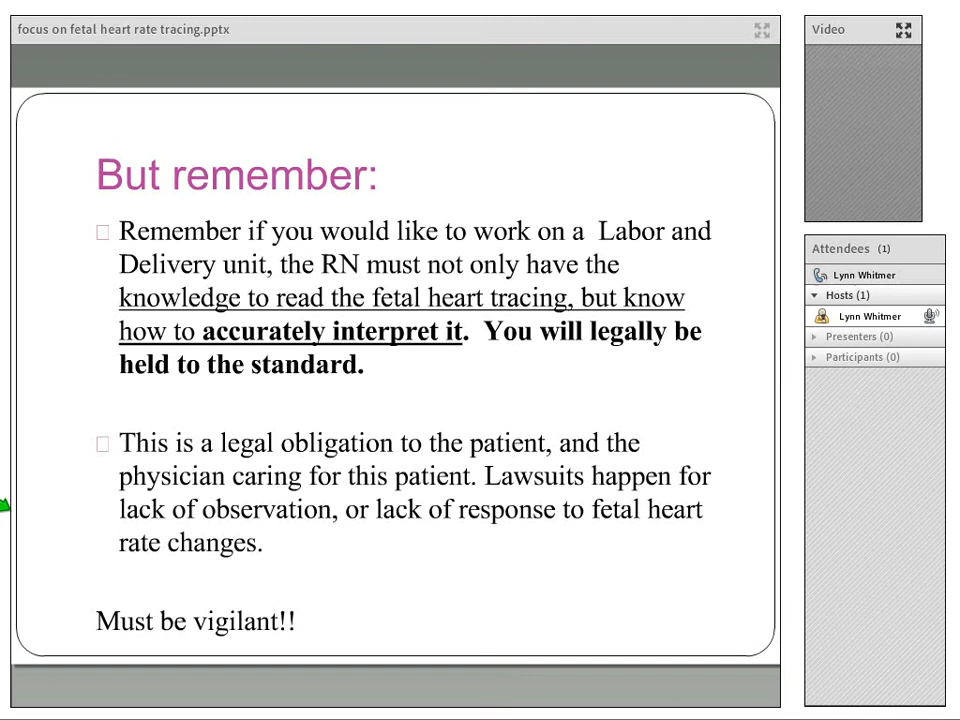 focus on fetal heart rate tracing.pptx
But remember:
Remember if you would like to work on a Labor and
Delivery unit, the RN must not only have the
knowledge to read the fetal heart tracing, but know
how to accurately interpret it. You will legally be
held to the standard.
This is a legal obligation to the patient, and the
physician caring for this patient. Lawsuits happen for
lack of observation, or lack of response to fetal heart
rate changes.
Must be vigilant!!
Video
Attendees (1)
Lynn Whitmer
Hosts (1)
Lynn Whitmer
Presenters (0)
Participants (0)